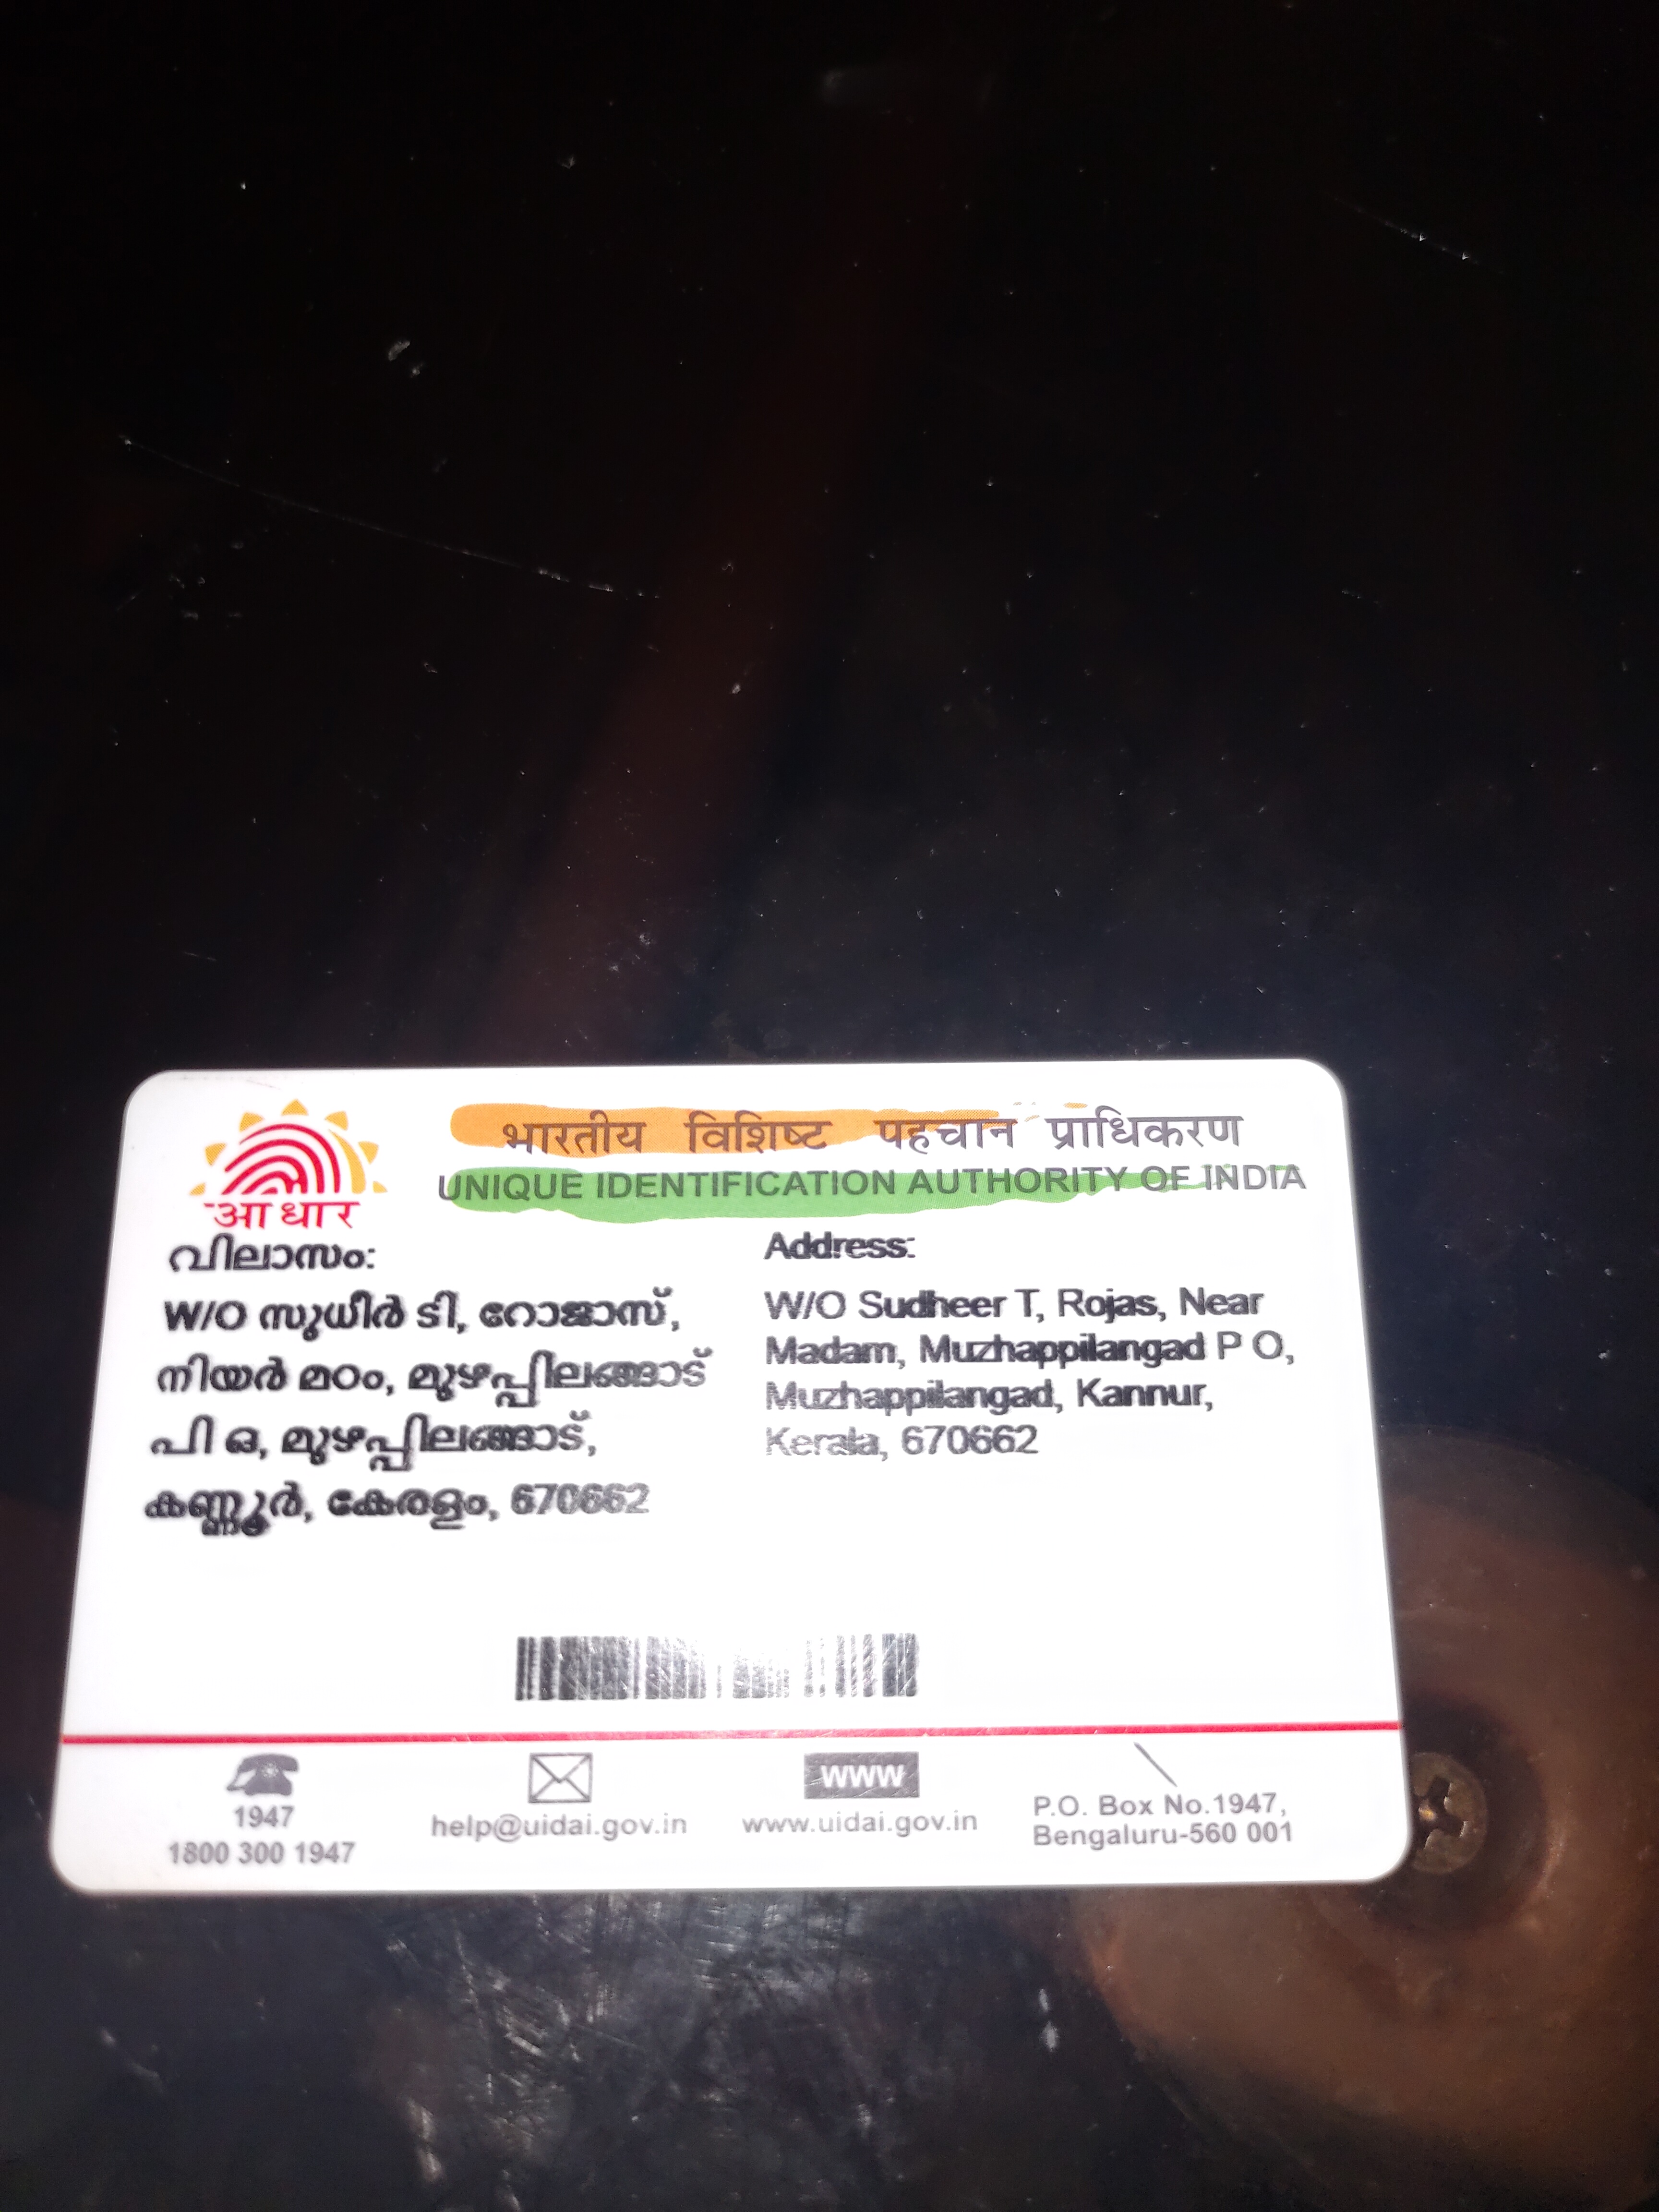 भारतीय विशिष्ट पहचान प्राधिकरण
UNIQUE IDENTIFICATION AUTHORITY OF INDIA
आधार
വിലാസം:
W/O സുധീർ ടി, റോജാസ്,
നിയർ മഠം, മുഴപ്പിലങ്ങാട്
പി ഒ, മുഴപ്പിലങ്ങാട്,
കണ്ണൂർ, കേരളം, 670662
Address:
W/O Sudheer T, Rojas, Near
Madam, Muzhappilangad P O,
Muzhappilangad, Kannur,
Kerala, 670662
1947
1800 300 1947
help@uidai.gov.in
www
www.uidai.gov.in
P.O. Box No.1947,
Bengaluru-560 001